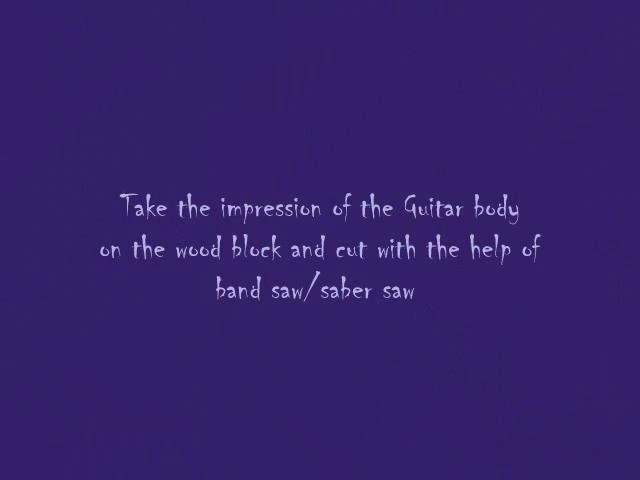 Take the impression of the Guitar body
on the wood block and cut with the help of
band saw/saber saw